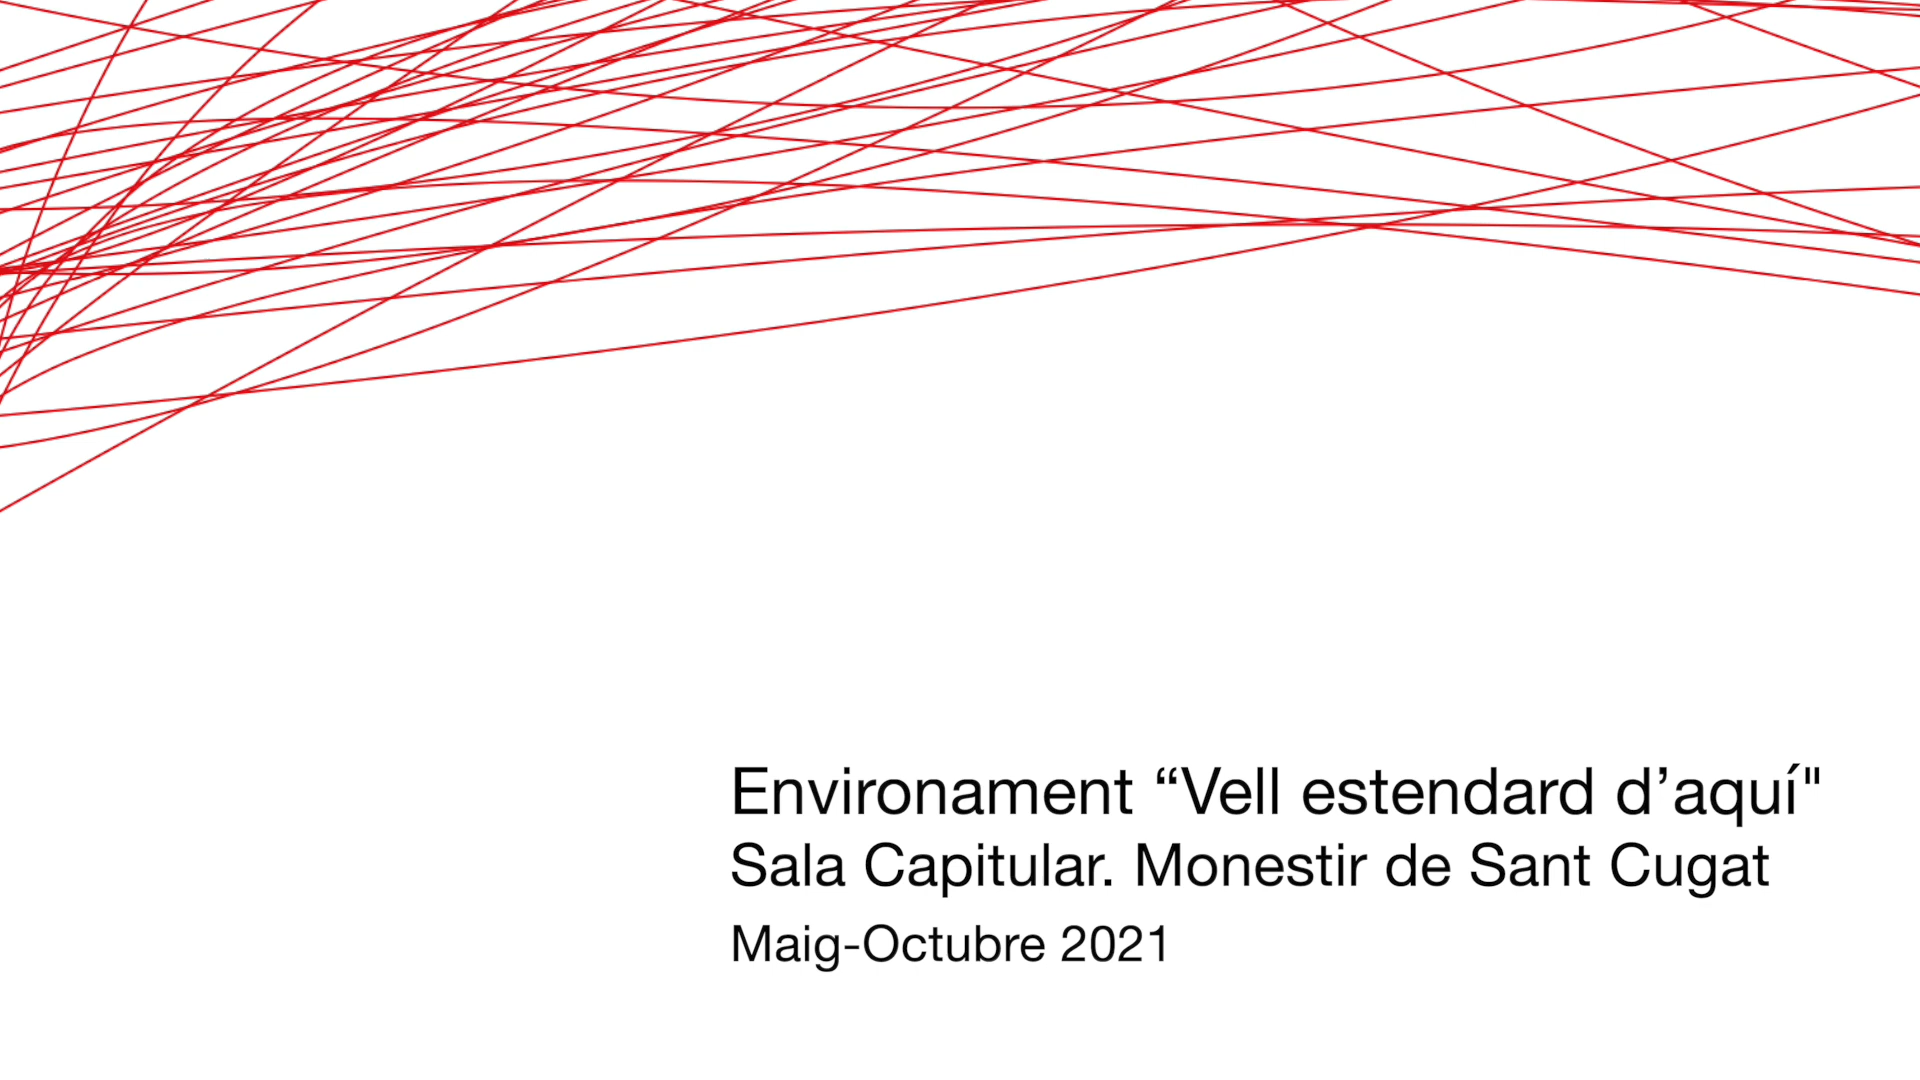 Environament “Vell estendard d’aquí"
Sala Capitular. Monestir de Sant Cugat
Maig-Octubre 2021